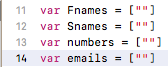 11 var Fnames = [""]
12 var Snames = [""]
13 var numbers = [""]
14 var emails = [""]